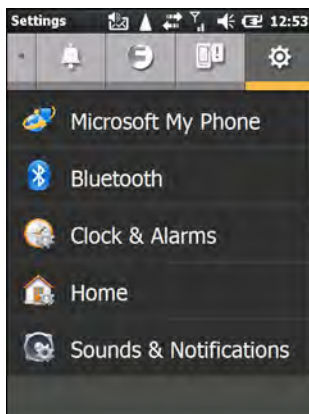 Settings 12:53
Microsoft My Phone
Bluetooth
Clock & Alarms
Home
Sounds & Notifications